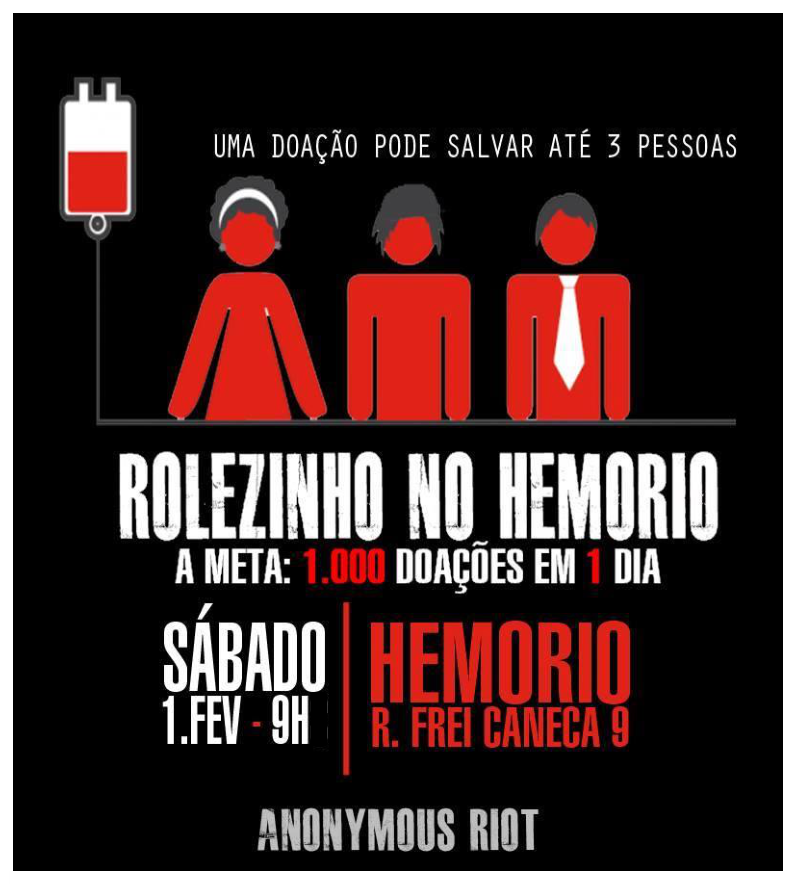 UMA DOAÇÃO PODE SALVAR ATÉ 3 PESSOAS
ROLEZINHO NO HEMORIO
A META: 1.000 DOAÇÕES EM 1 DIA
SÁBADO
1.FEV - 9H
HEMORIO
R. FREI CANECA 9
ANONYMOUS RIOT